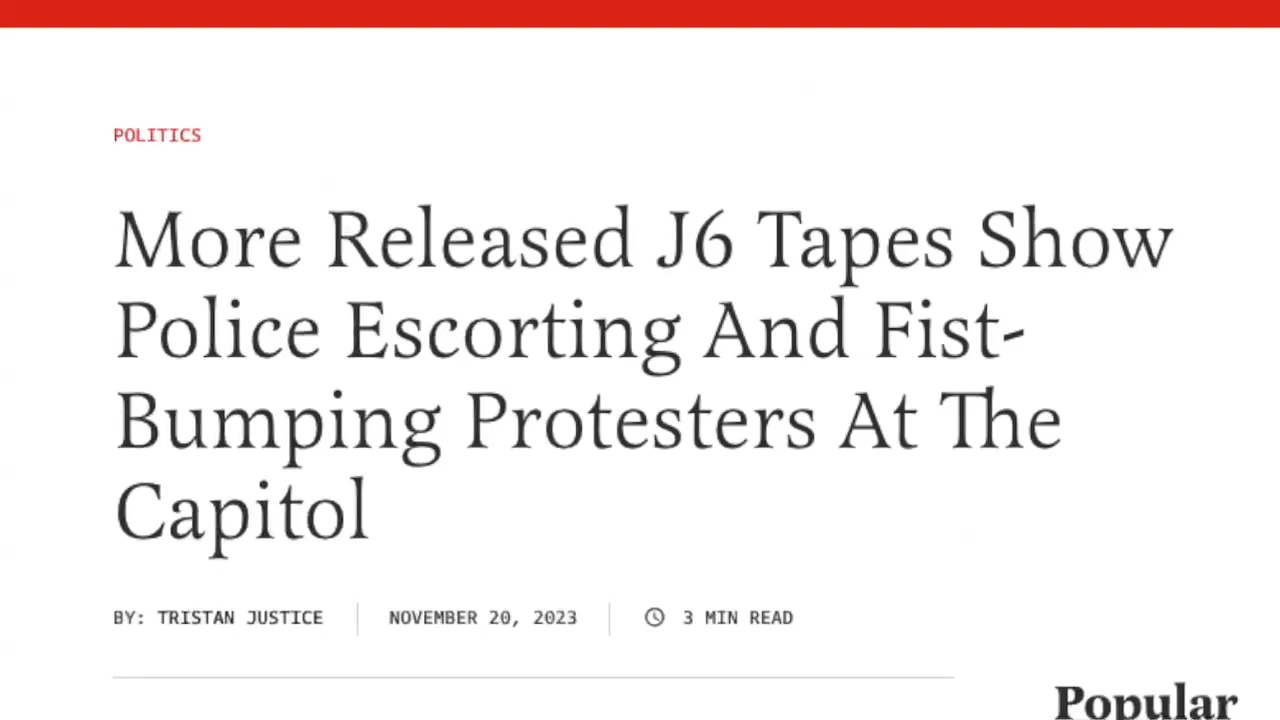 POLITICS
More Released J6 Tapes Show
Police Escorting And Fist-
Bumping Protesters At The
Capitol
BY: TRISTAN JUSTICE
NOVEMBER 20, 2023
3 MIN READ
Popular